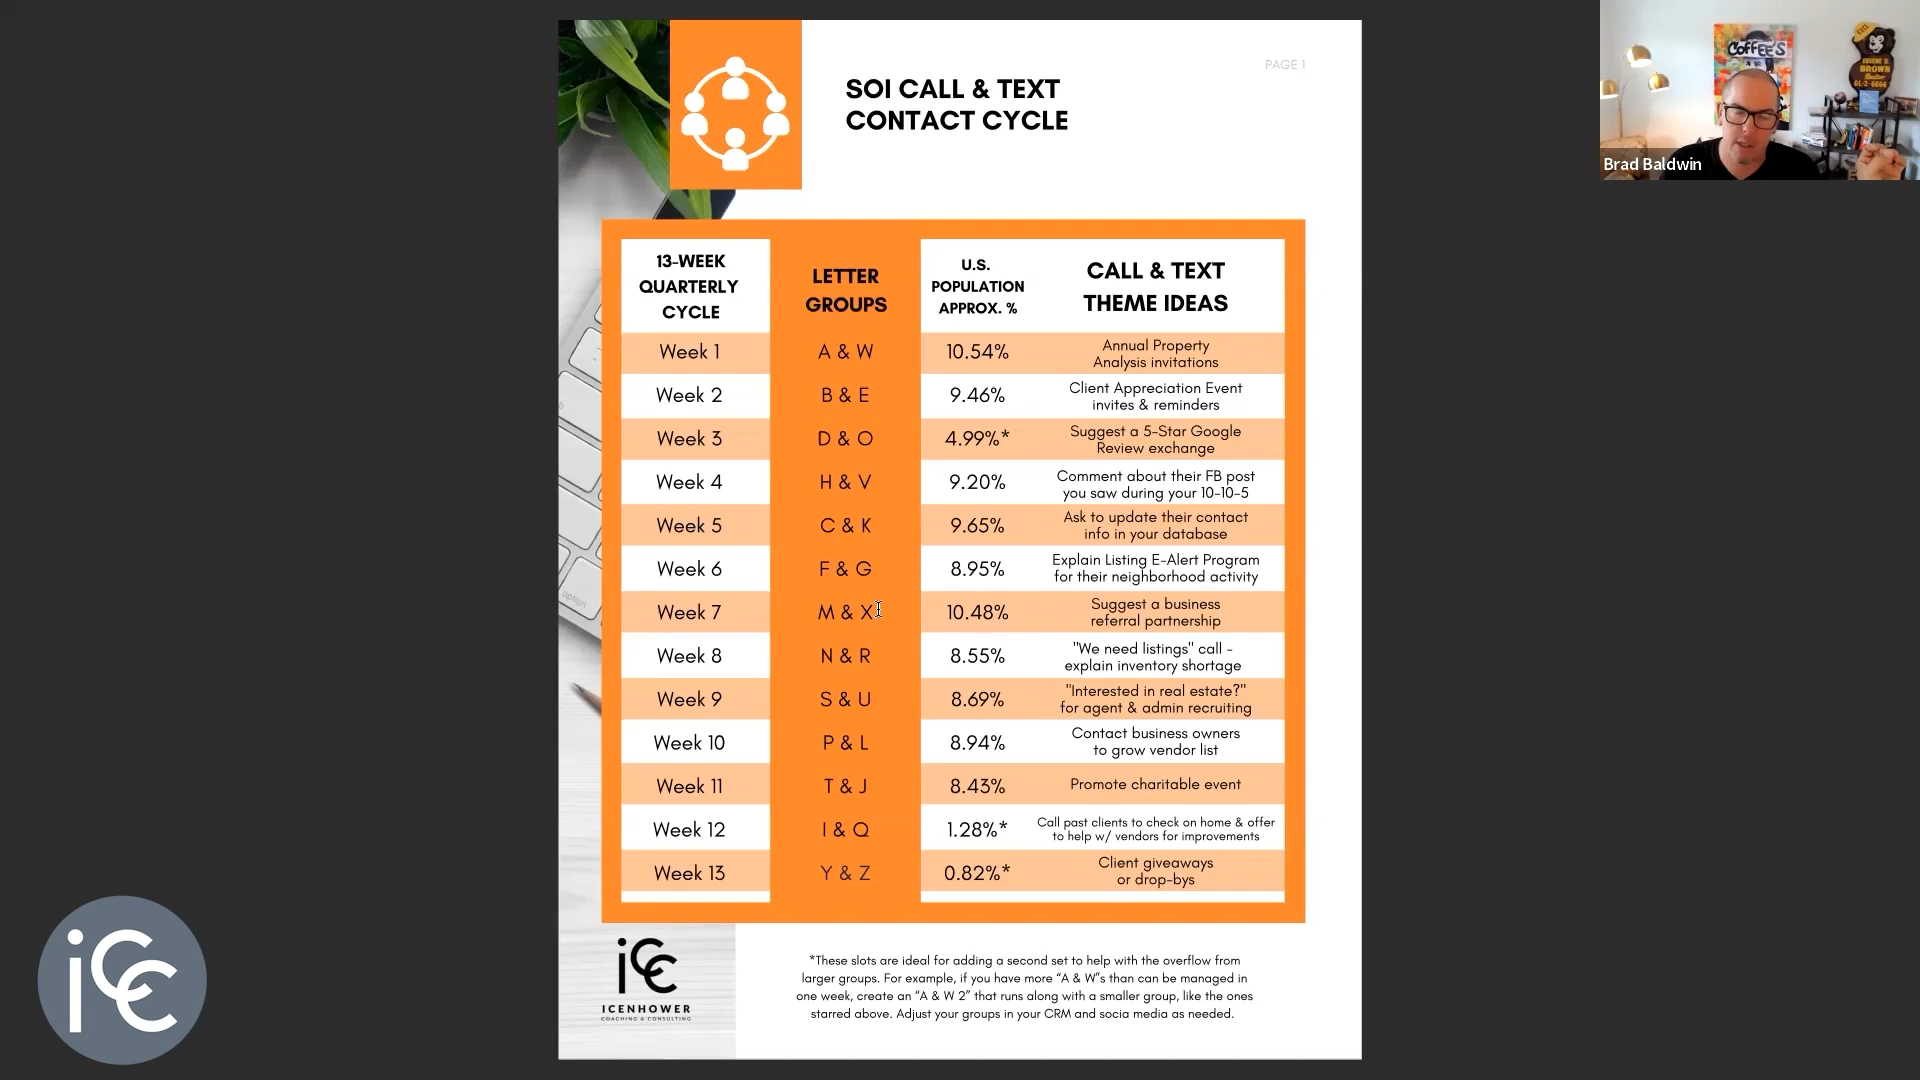 PAGE 1
SOI CALL & TEXT
CONTACT CYCLE
COFFEE'S
EUGENE D.
BROWN
Realtor
GL-2-6666
Brad Baldwin
13-WEEK
QUARTERLY
CYCLE
LETTER
GROUPS
U.S.
POPULATION
APPROX. %
CALL & TEXT
THEME IDEAS
Week 1
A & W
10.54%
Annual Property
Analysis invitations
Week 2
B & E
9.46%
Client Appreciation Event
invites & reminders
Week 3
D & O
4.99%*
Suggest a 5-Star Google
Review exchange
Week 4
H & V
9.20%
Comment about their FB post
you saw during your 10-10-5
Week 5
C & K
9.65%
Ask to update their contact
info in your database
Week 6
F & G
8.95%
Explain Listing E-Alert Program
for their neighborhood activity
Week 7
M & X
10.48%
Suggest a business
referral partnership
Week 8
N & R
8.55%
"We need listings" call -
explain inventory shortage
Week 9
S & U
8.69%
"Interested in real estate?"
for agent & admin recruiting
Week 10
P & L
8.94%
Contact business owners
to grow vendor list
Week 11
T & J
8.43%
Promote charitable event
Week 12
I & Q
1.28%*
Call past clients to check on home & offer
to help w/ vendors for improvements
Week 13
Y & Z
0.82%*
Client giveaways
or drop-bys
option
icc
ICENHOWER
COACHING & CONSULTING
*These slots are ideal for adding a second set to help with the overflow from
larger groups. For example, if you have more “A & W”s than can be managed in
one week, create an “A & W 2” that runs along with a smaller group, like the ones
starred above. Adjust your groups in your CRM and socia media as needed.
icc